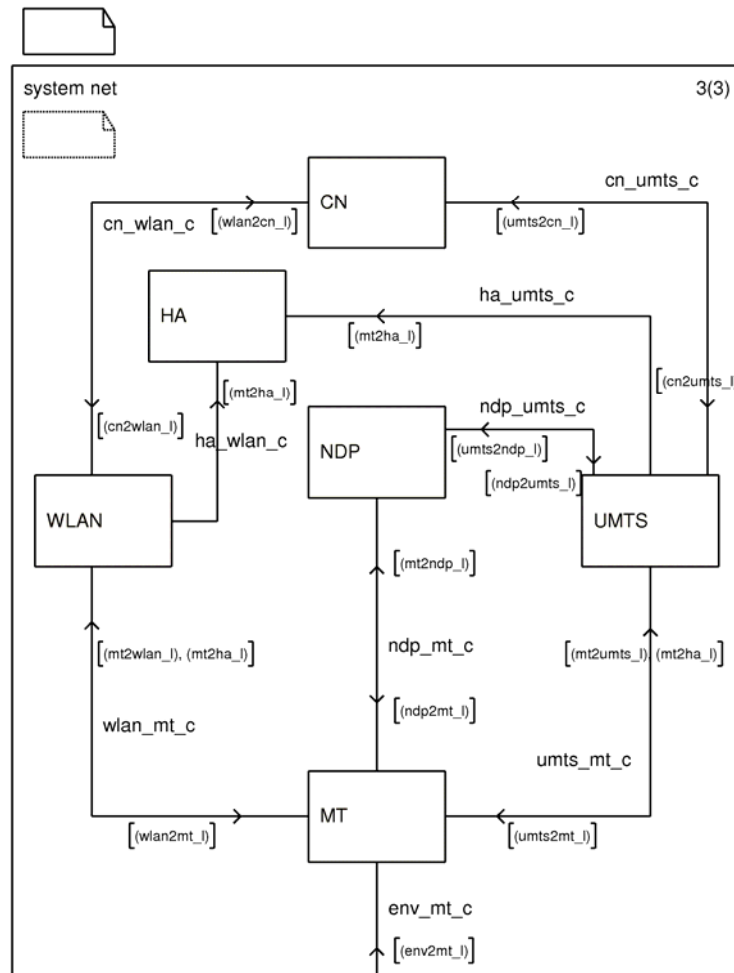 system net
3(3)
CN
cn_umts_c
cn_wlan_c
[(wlan2cn_l)]
[(umts2cn_l)]
ha_umts_c
HA
[(mt2ha_l)]
[(cn2umts_l)]
[(mt2ha_l)]
ndp_umts_c
[(cn2wlan_l)]
ha_wlan_c
NDP
[(umts2ndp_l)]
[(ndp2umts_l)]
WLAN
UMTS
[(mt2ndp_l)]
ndp_mt_c
[(mt2wlan_l), (mt2ha_l)]
[(mt2umts_l), (mt2ha_l)]
[(ndp2mt_l)]
wlan_mt_c
umts_mt_c
MT
[(wlan2mt_l)]
[(umts2mt_l)]
env_mt_c
[(env2mt_l)]